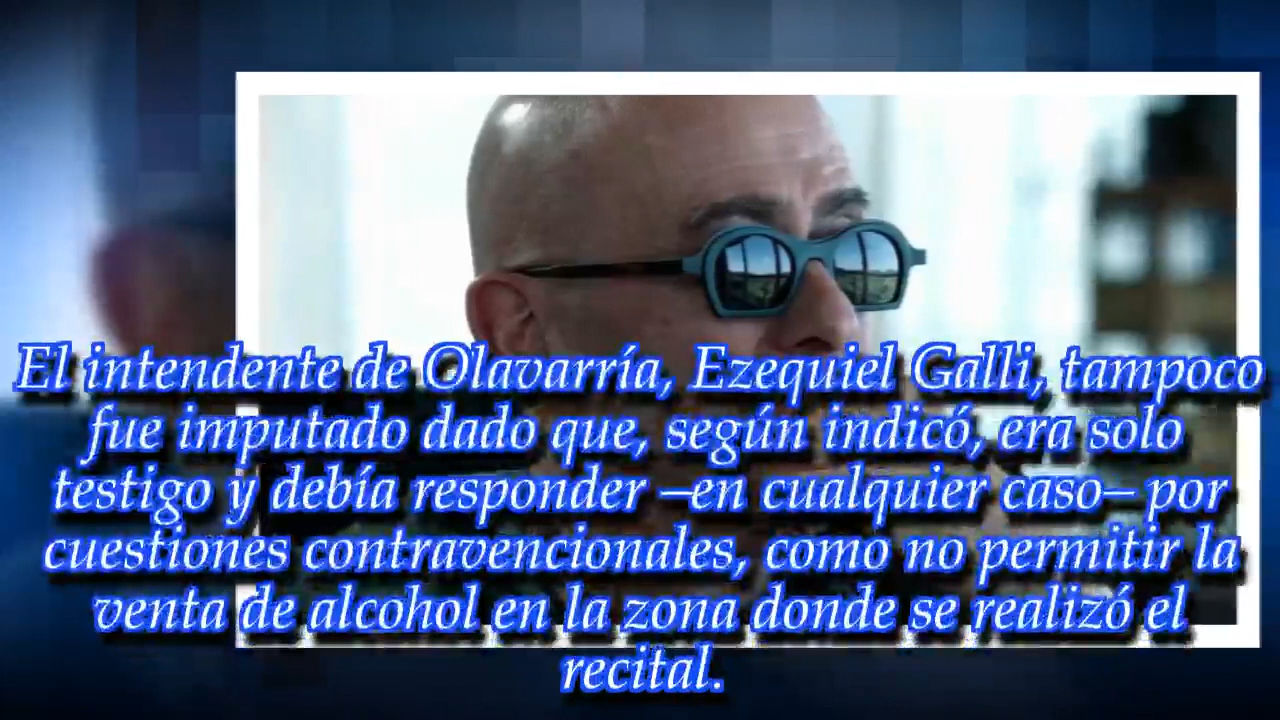 El intendente de Olavarría, Ezequiel Galli, tampoco
fue imputado dado que, según indicó, era solo
testigo y debía responder –en cualquier caso– por
cuestiones contravencionales, como no permitir la
venta de alcohol en la zona donde se realizó el
recital.